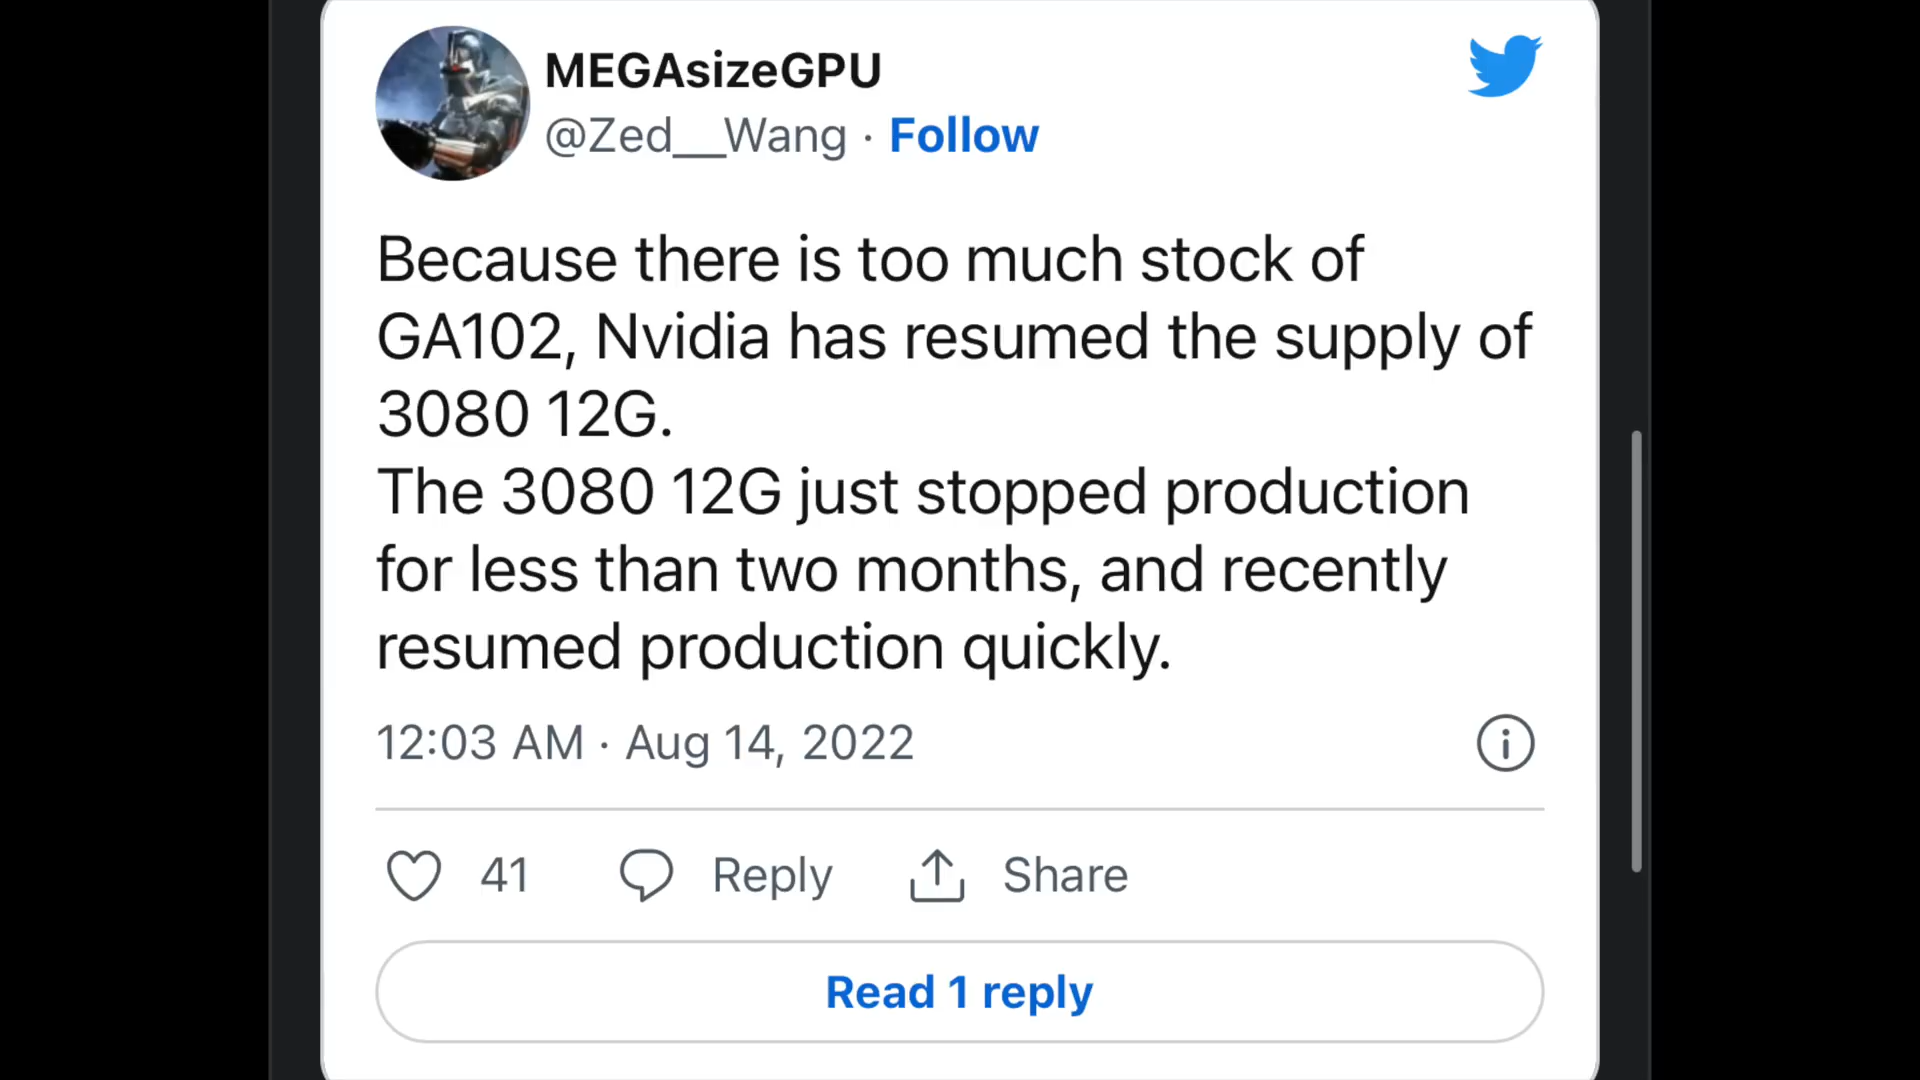 MEGAsizeGPU
@Zed__Wang · Follow
Because there is too much stock of
GA102, Nvidia has resumed the supply of
3080 12G.
The 3080 12G just stopped production
for less than two months, and recently
resumed production quickly.
12:03 AM · Aug 14, 2022
41 Reply Share
Read 1 reply